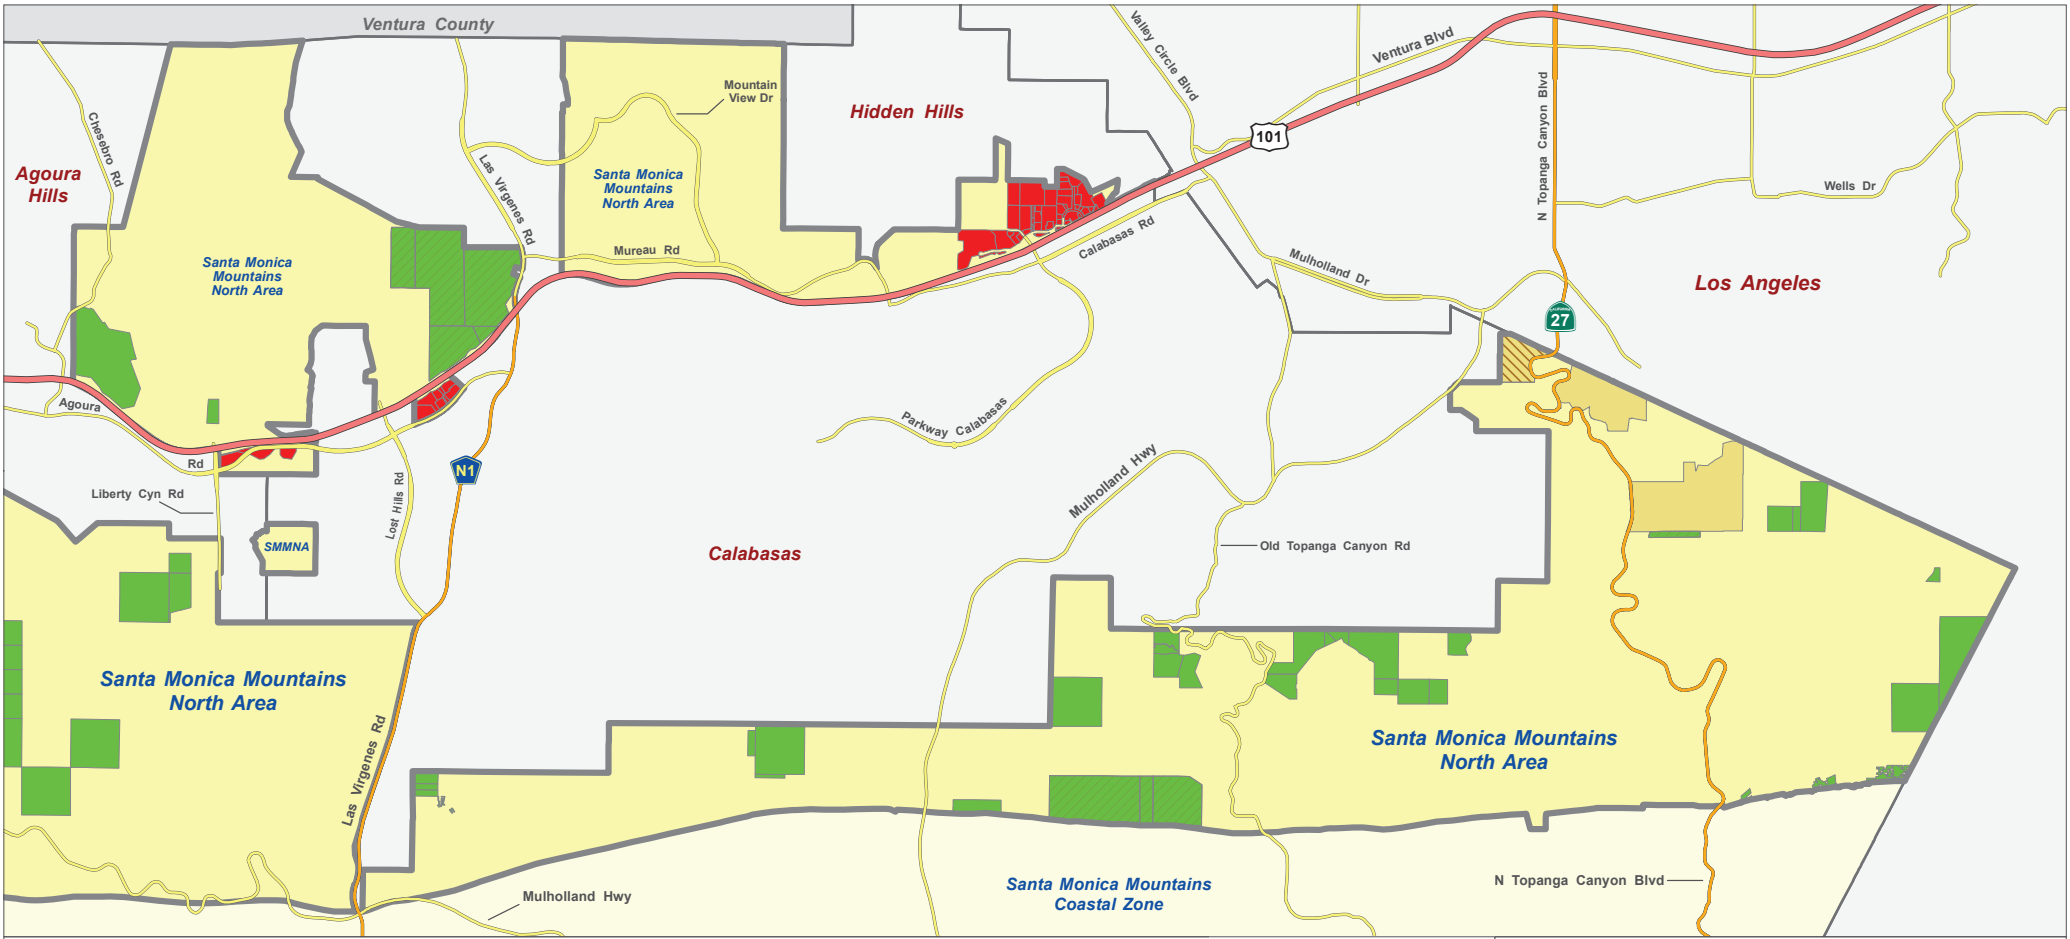 Ventura County
Valley Circle Blvd
Ventura Blvd
Mountain
View Dr
Hidden Hills
101
N Topanga Canyon Blvd
Chesebro Rd
Agoura
Hills
Las Virgenes Rd
Santa Monica
Mountains
North Area
Wells Dr
Mureau Rd
Calabasas Rd
Santa Monica
Mountains
North Area
Mulholland Dr
Los Angeles
CALIFORNIA
27
Agoura
Rd
Parkway Calabasas
N1
Lost Hills Rd
Mulholland Hwy
Liberty Cyn Rd
SMMNA
Calabasas
Old Topanga Canyon Rd
Santa Monica Mountains
North Area
Las Virgenes Rd
Santa Monica Mountains
North Area
Mulholland Hwy
Santa Monica Mountains
Coastal Zone
N Topanga Canyon Blvd